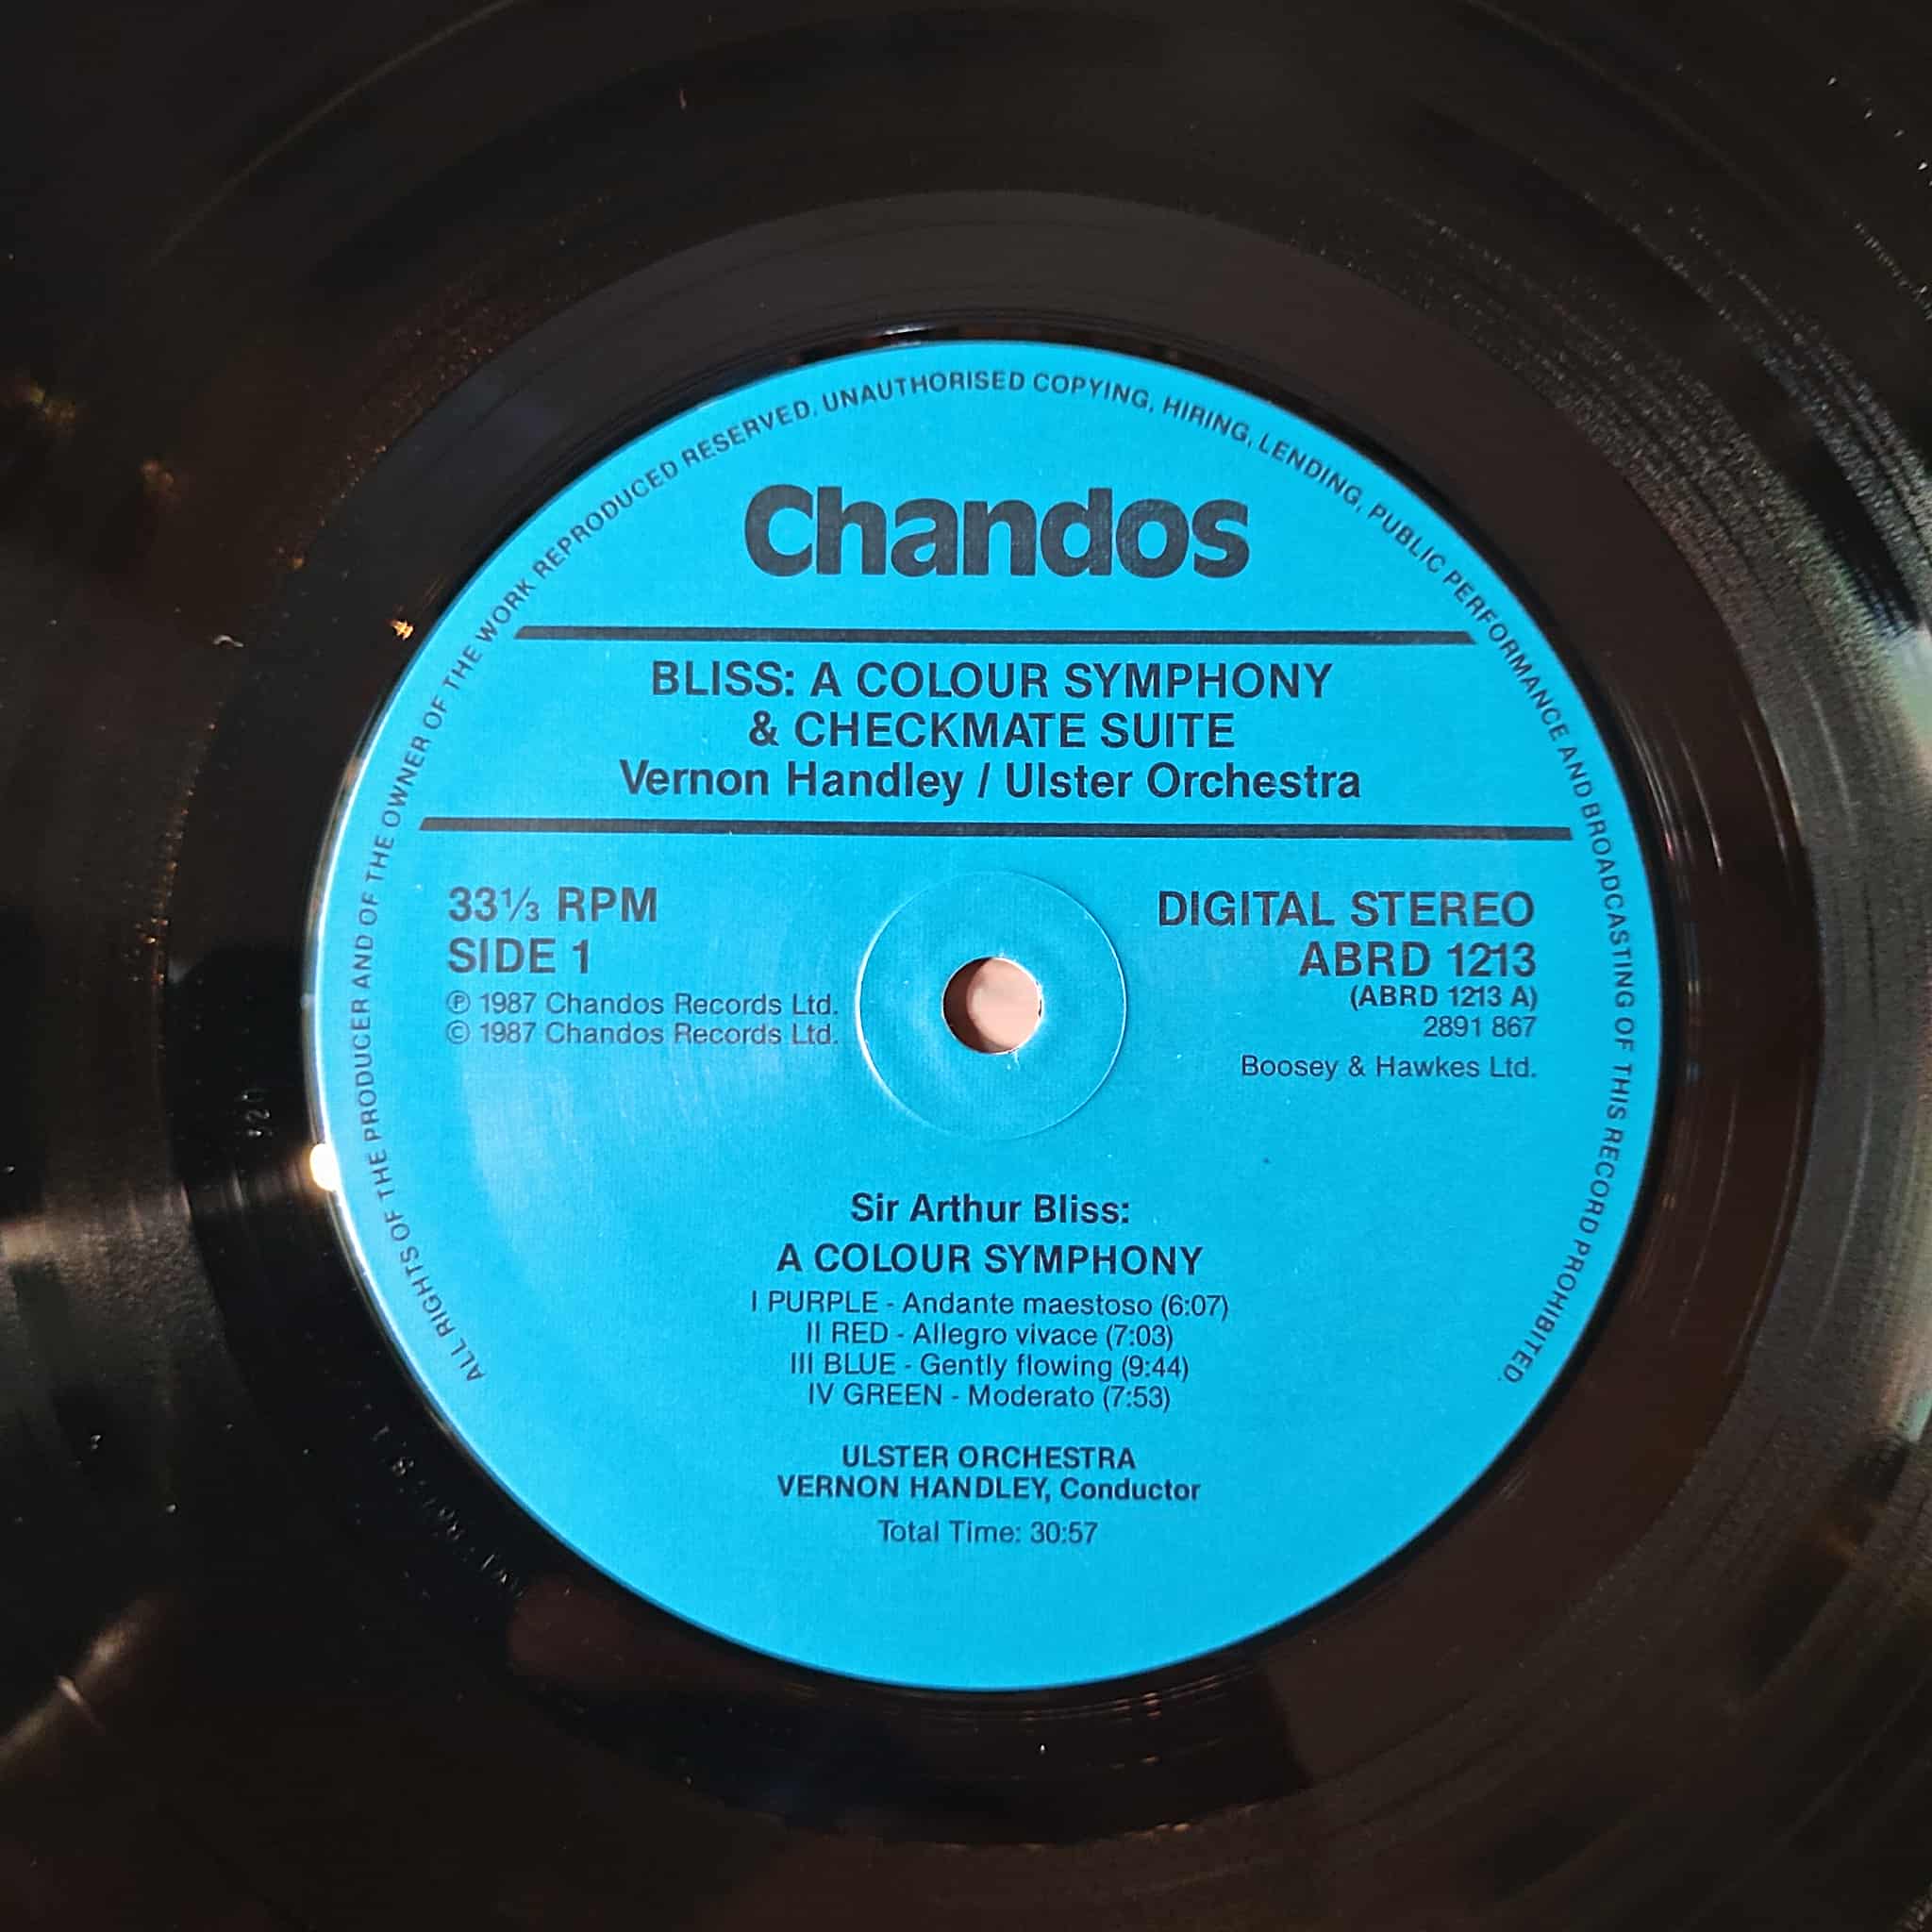 ALL RIGHTS OF THE PRODUCER AND OF THE OWNER OF THE WORK REPRODUCED RESERVED. UNAUTHORISED COPYING, HIRING, LENDING, PUBLIC PERFORMANCE AND BROADCASTING OF THIS RECORD PROHIBITED.
Chandos
BLISS: A COLOUR SYMPHONY
& CHECKMATE SUITE
Vernon Handley / Ulster Orchestra
33⅓ RPM
SIDE 1
℗ 1987 Chandos Records Ltd.
© 1987 Chandos Records Ltd.
DIGITAL STEREO
ABRD 1213
(ABRD 1213 A)
2891 867
Boosey & Hawkes Ltd.
Sir Arthur Bliss:
A COLOUR SYMPHONY
I PURPLE - Andante maestoso (6:07)
II RED - Allegro vivace (7:03)
III BLUE - Gently flowing (9:44)
IV GREEN - Moderato (7:53)
ULSTER ORCHESTRA
VERNON HANDLEY, Conductor
Total Time: 30:57